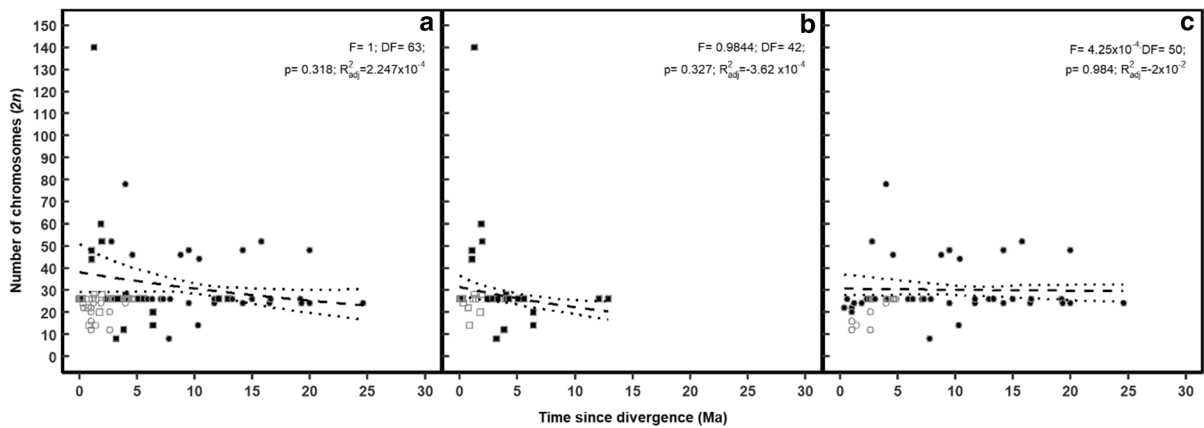 a
F= 1; DF= 63;
p= 0.318; R²adj=2.247x10⁻⁴
b
F= 0.9844; DF= 42;
p= 0.327; R²adj=-3.62 x10⁻⁴
c
F= 4.25x10⁻⁴;DF= 50;
p= 0.984; R²adj=-2x10⁻²
Number of chromosomes (2n)
150
140
130
120
110
100
90
80
70
60
50
40
30
20
10
0
0 5 10 15 20 25 30
0 5 10 15 20 25 30
0 5 10 15 20 25 30
Time since divergence (Ma)